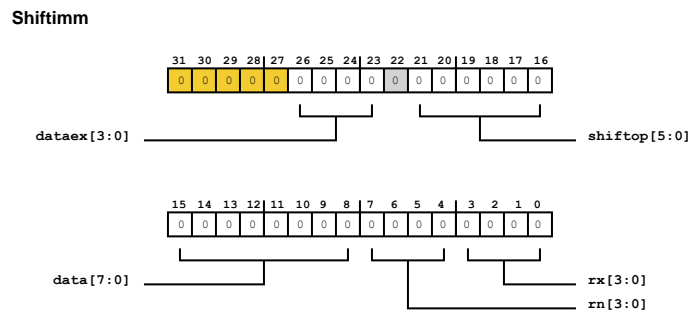 Shiftimm
31 30 29 28 27 26 25 24 23 22 21 20 19 18 17 16
0 0 0 0 0 0 0 0 0 0 0 0 0 0 0 0
dataex[3:0] shiftop[5:0]
15 14 13 12 11 10 9 8 7 6 5 4 3 2 1 0
0 0 0 0 0 0 0 0 0 0 0 0 0 0 0 0
data[7:0] rx[3:0]
rn[3:0]